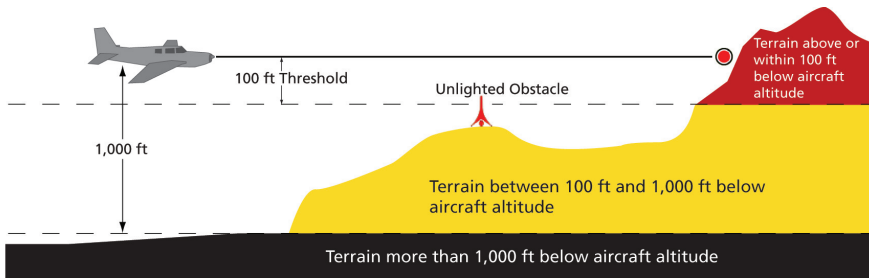 Terrain above or
within 100 ft
below aircraft
altitude
100 ft Threshold
Unlighted Obstacle
1,000 ft
Terrain between 100 ft and 1,000 ft below
aircraft altitude
Terrain more than 1,000 ft below aircraft altitude